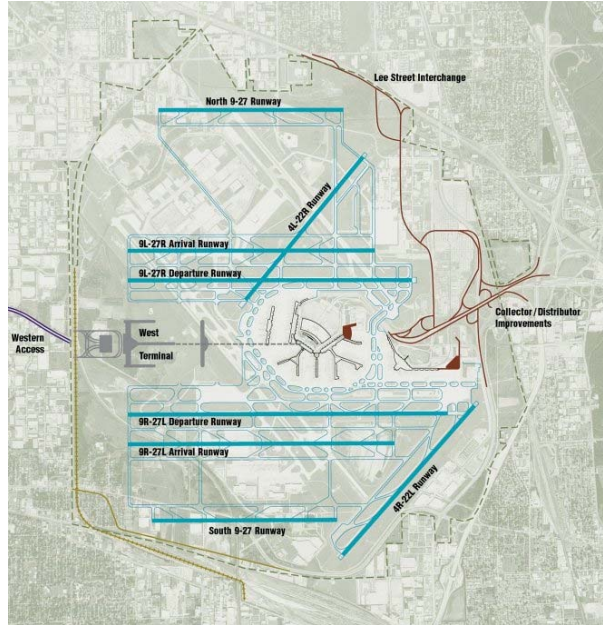 Lee Street Interchange
North 9-27 Runway
4L-22R Runway
9L-27R Arrival Runway
9L-27R Departure Runway
Collector/Distributor
Improvements
Western
Access
West
Terminal
9R-27L Departure Runway
9R-27L Arrival Runway
4R-22L Runway
South 9-27 Runway